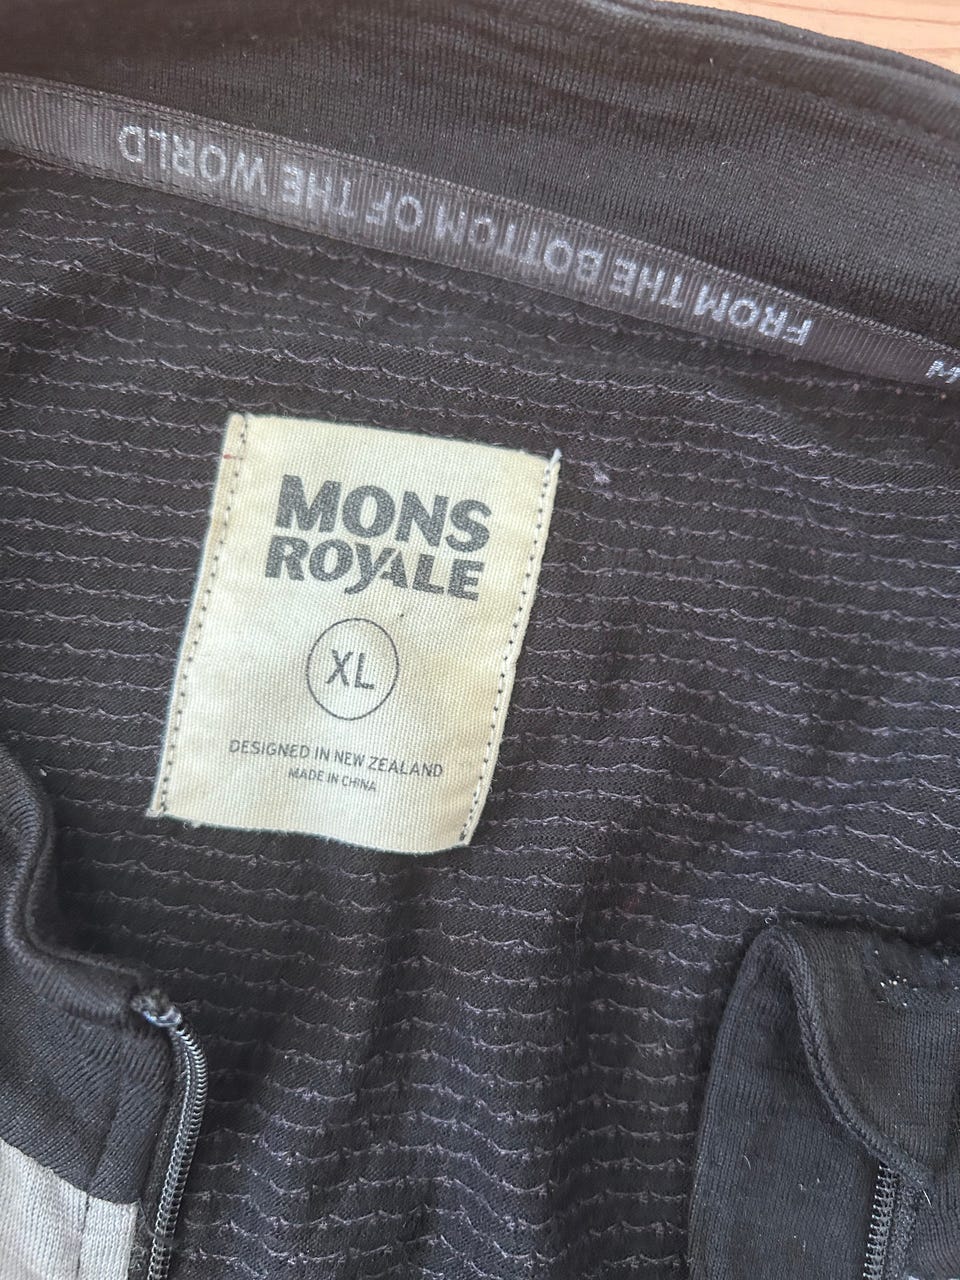 FROM THE BOTTOM OF THE WORLD
MONS
ROYALE
XL
DESIGNED IN NEW ZEALAND
MADE IN CHINA